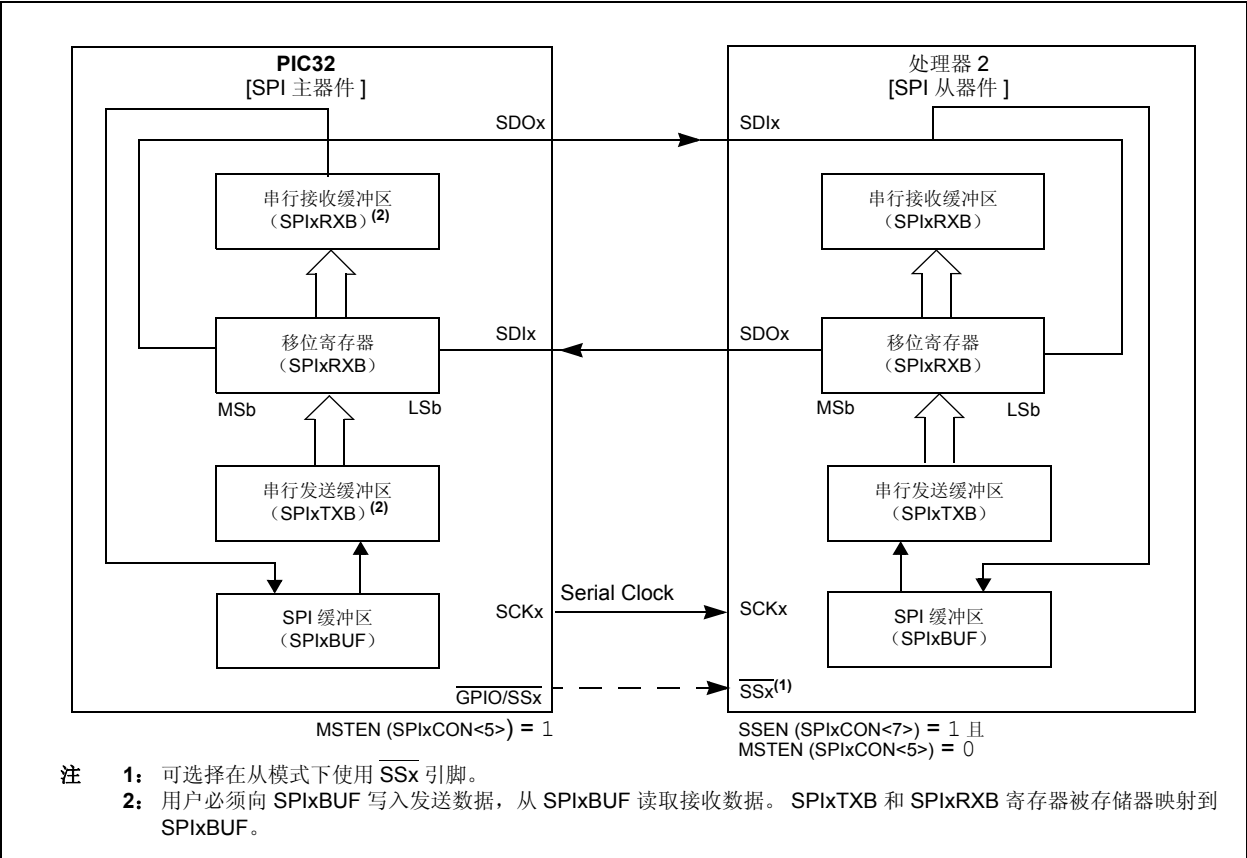 PIC32
[SPI 主器件 ]
处理器 2
[SPI 从器件 ]
SDOx
SDIx
串行接收缓冲区
（SPIxRXB）(2)
串行接收缓冲区
（SPIxRXB）
移位寄存器
（SPIxRXB）
SDIx
SDOx
移位寄存器
（SPIxRXB）
MSb
LSb
MSb
LSb
串行发送缓冲区
（SPIxTXB）(2)
串行发送缓冲区
（SPIxTXB）
SPI 缓冲区
（SPIxBUF）
SCKx
Serial Clock
SCKx
SPI 缓冲区
（SPIxBUF）
GPIO/SSx
SSx(1)
MSTEN (SPIxCON<5>) = 1
SSEN (SPIxCON<7>) = 1 且
MSTEN (SPIxCON<5>) = 0
注 1： 可选择在从模式下使用 SSx 引脚。
2： 用户必须向 SPIxBUF 写入发送数据，从 SPIxBUF 读取接收数据。 SPIxTXB 和 SPIxRXB 寄存器被存储器映射到
SPIxBUF。